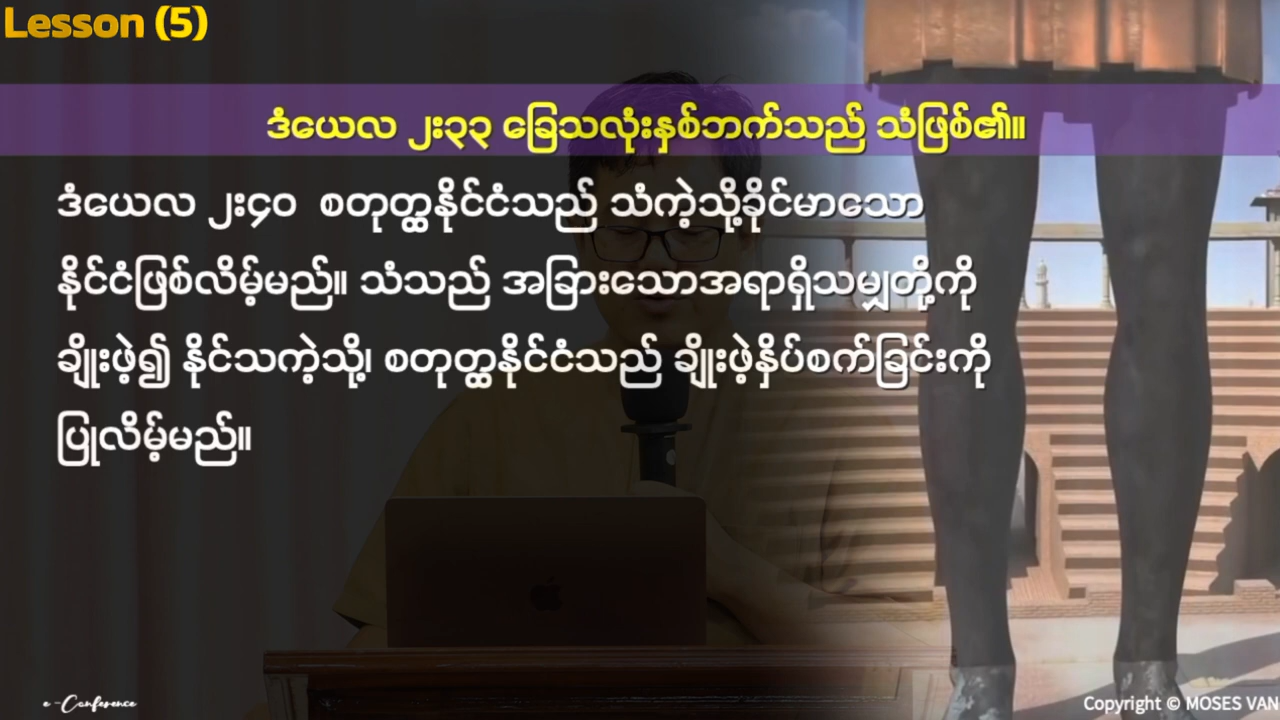 Lesson (5)
ဒံယေလ ၂း၃၃ ခြေသလုံးနှစ်ဘက်သည် သံဖြစ်၏။
ဒံယေလ ၂း၄၀ စတုတ္ထနိုင်ငံသည် သံကဲ့သို့ခိုင်မာသော
နိုင်ငံဖြစ်လိမ့်မည်။ သံသည် အခြားသောအရာရှိသမျှတို့ကို
ချိုးဖဲ့၍ နိုင်သကဲ့သို့၊ စတုတ္ထနိုင်ငံသည် ချိုးဖဲ့နှိပ်စက်ခြင်းကို
ပြုလိမ့်မည်။
e-Conference
Copyright © MOSES VAN